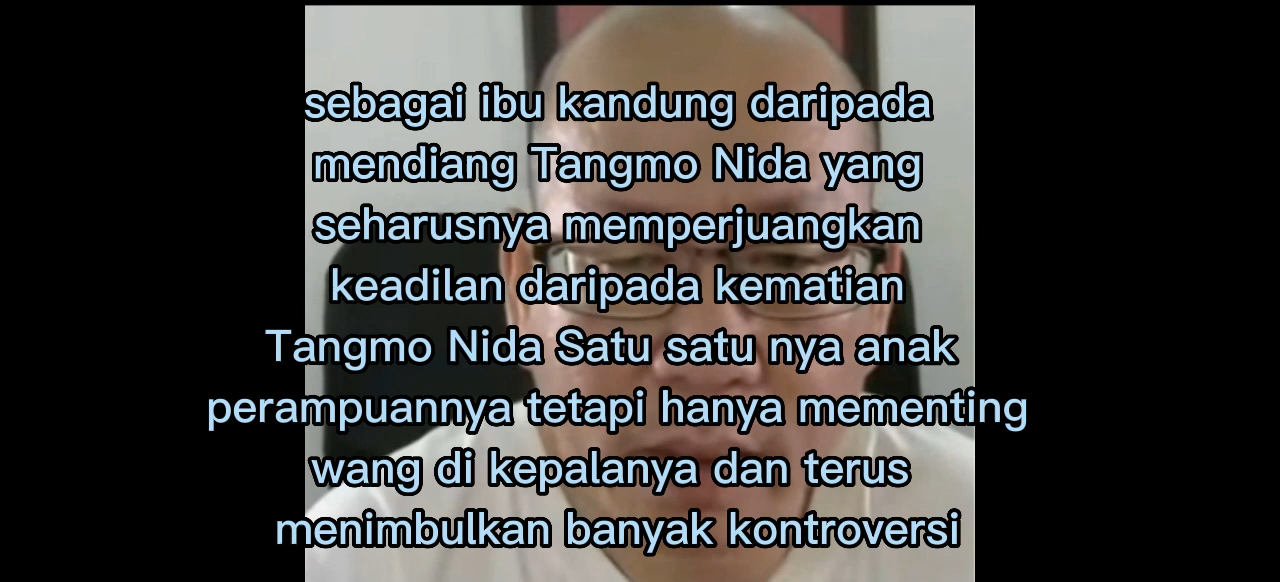 sebagai ibu kandung daripada
mendiang Tangmo Nida yang
seharusnya memperjuangkan
keadilan daripada kematian
Tangmo Nida Satu satu nya anak
perampuannya tetapi hanya mementing
wang di kepalanya dan terus
menimbulkan banyak kontroversi